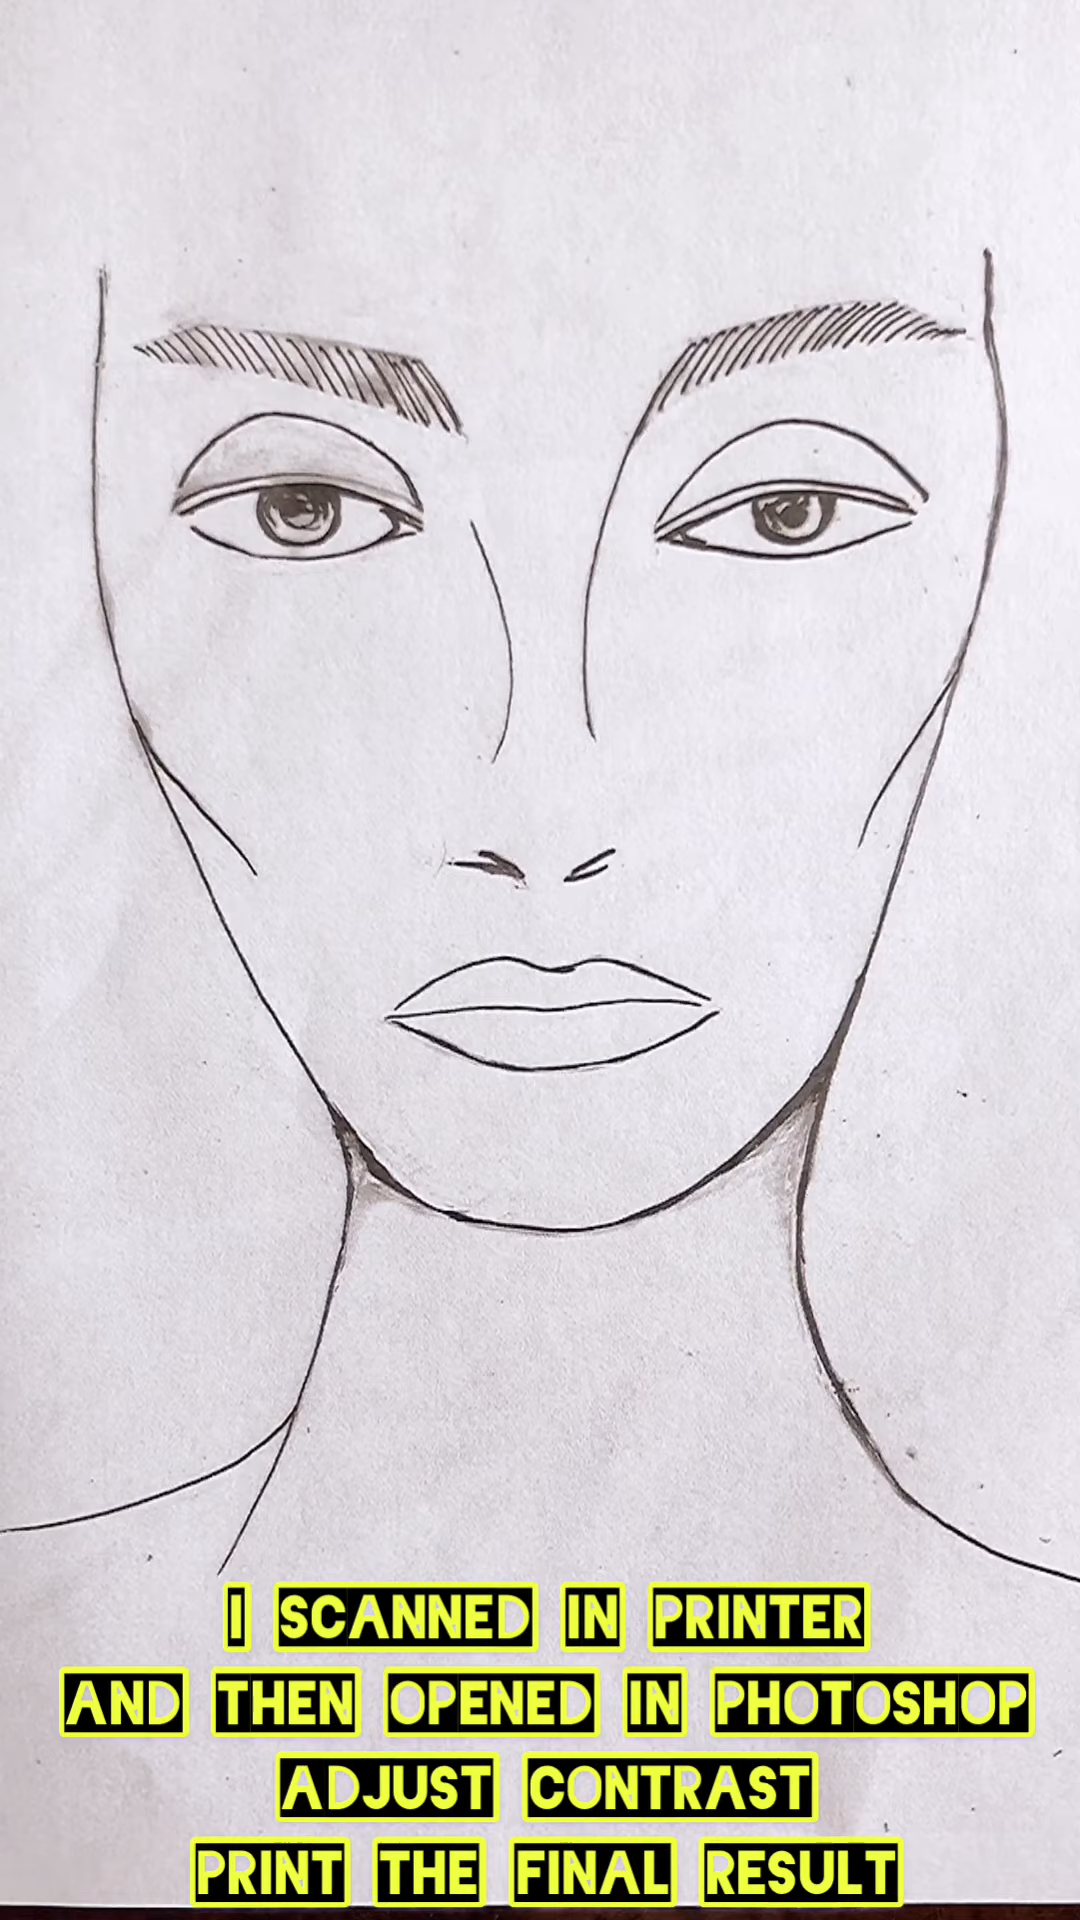 I SCANNED IN PRINTER
AND THEN OPENED IN PHOTOSHOP
ADJUST CONTRAST
PRINT THE FINAL RESULT